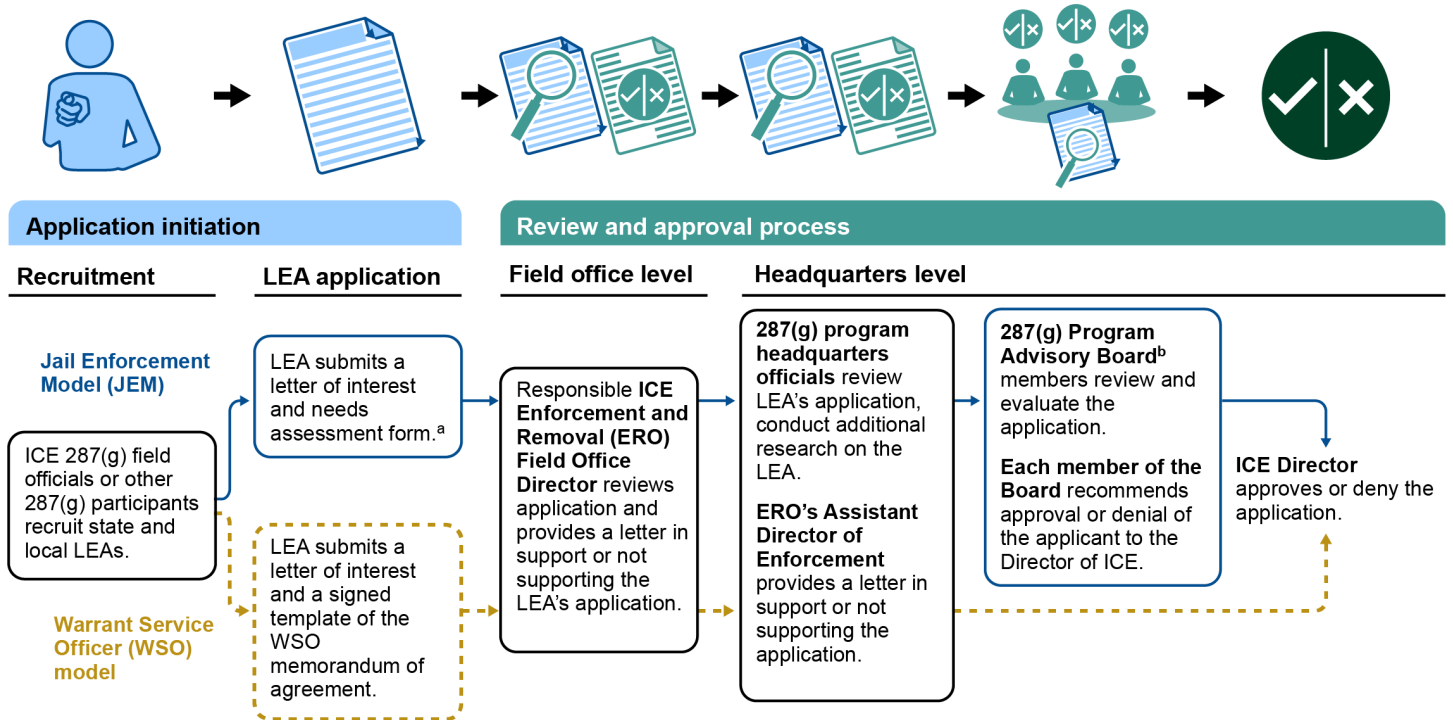 Application initiation
Review and approval process
Recruitment
LEA application
Field office level
Headquarters level
Jail Enforcement
Model (JEM)
ICE 287(g) field
officials or other
287(g) participants
recruit state and
local LEAs.
Warrant Service
Officer (WSO)
model
LEA submits a
letter of interest
and needs
assessment form.a
LEA submits a
letter of interest
and a signed
template of the
WSO
memorandum of
agreement.
Responsible ICE
Enforcement and
Removal (ERO)
Field Office
Director reviews
application and
provides a letter in
support or not
supporting the
LEA’s application.
287(g) program
headquarters
officials review
LEA’s application,
conduct additional
research on the
LEA.
ERO’s Assistant
Director of
Enforcement
provides a letter in
support or not
supporting the
application.
287(g) Program
Advisory Boardb
members review and
evaluate the
application.
Each member of the
Board recommends
approval or denial of
the applicant to the
Director of ICE.
ICE Director
approves or deny the
application.